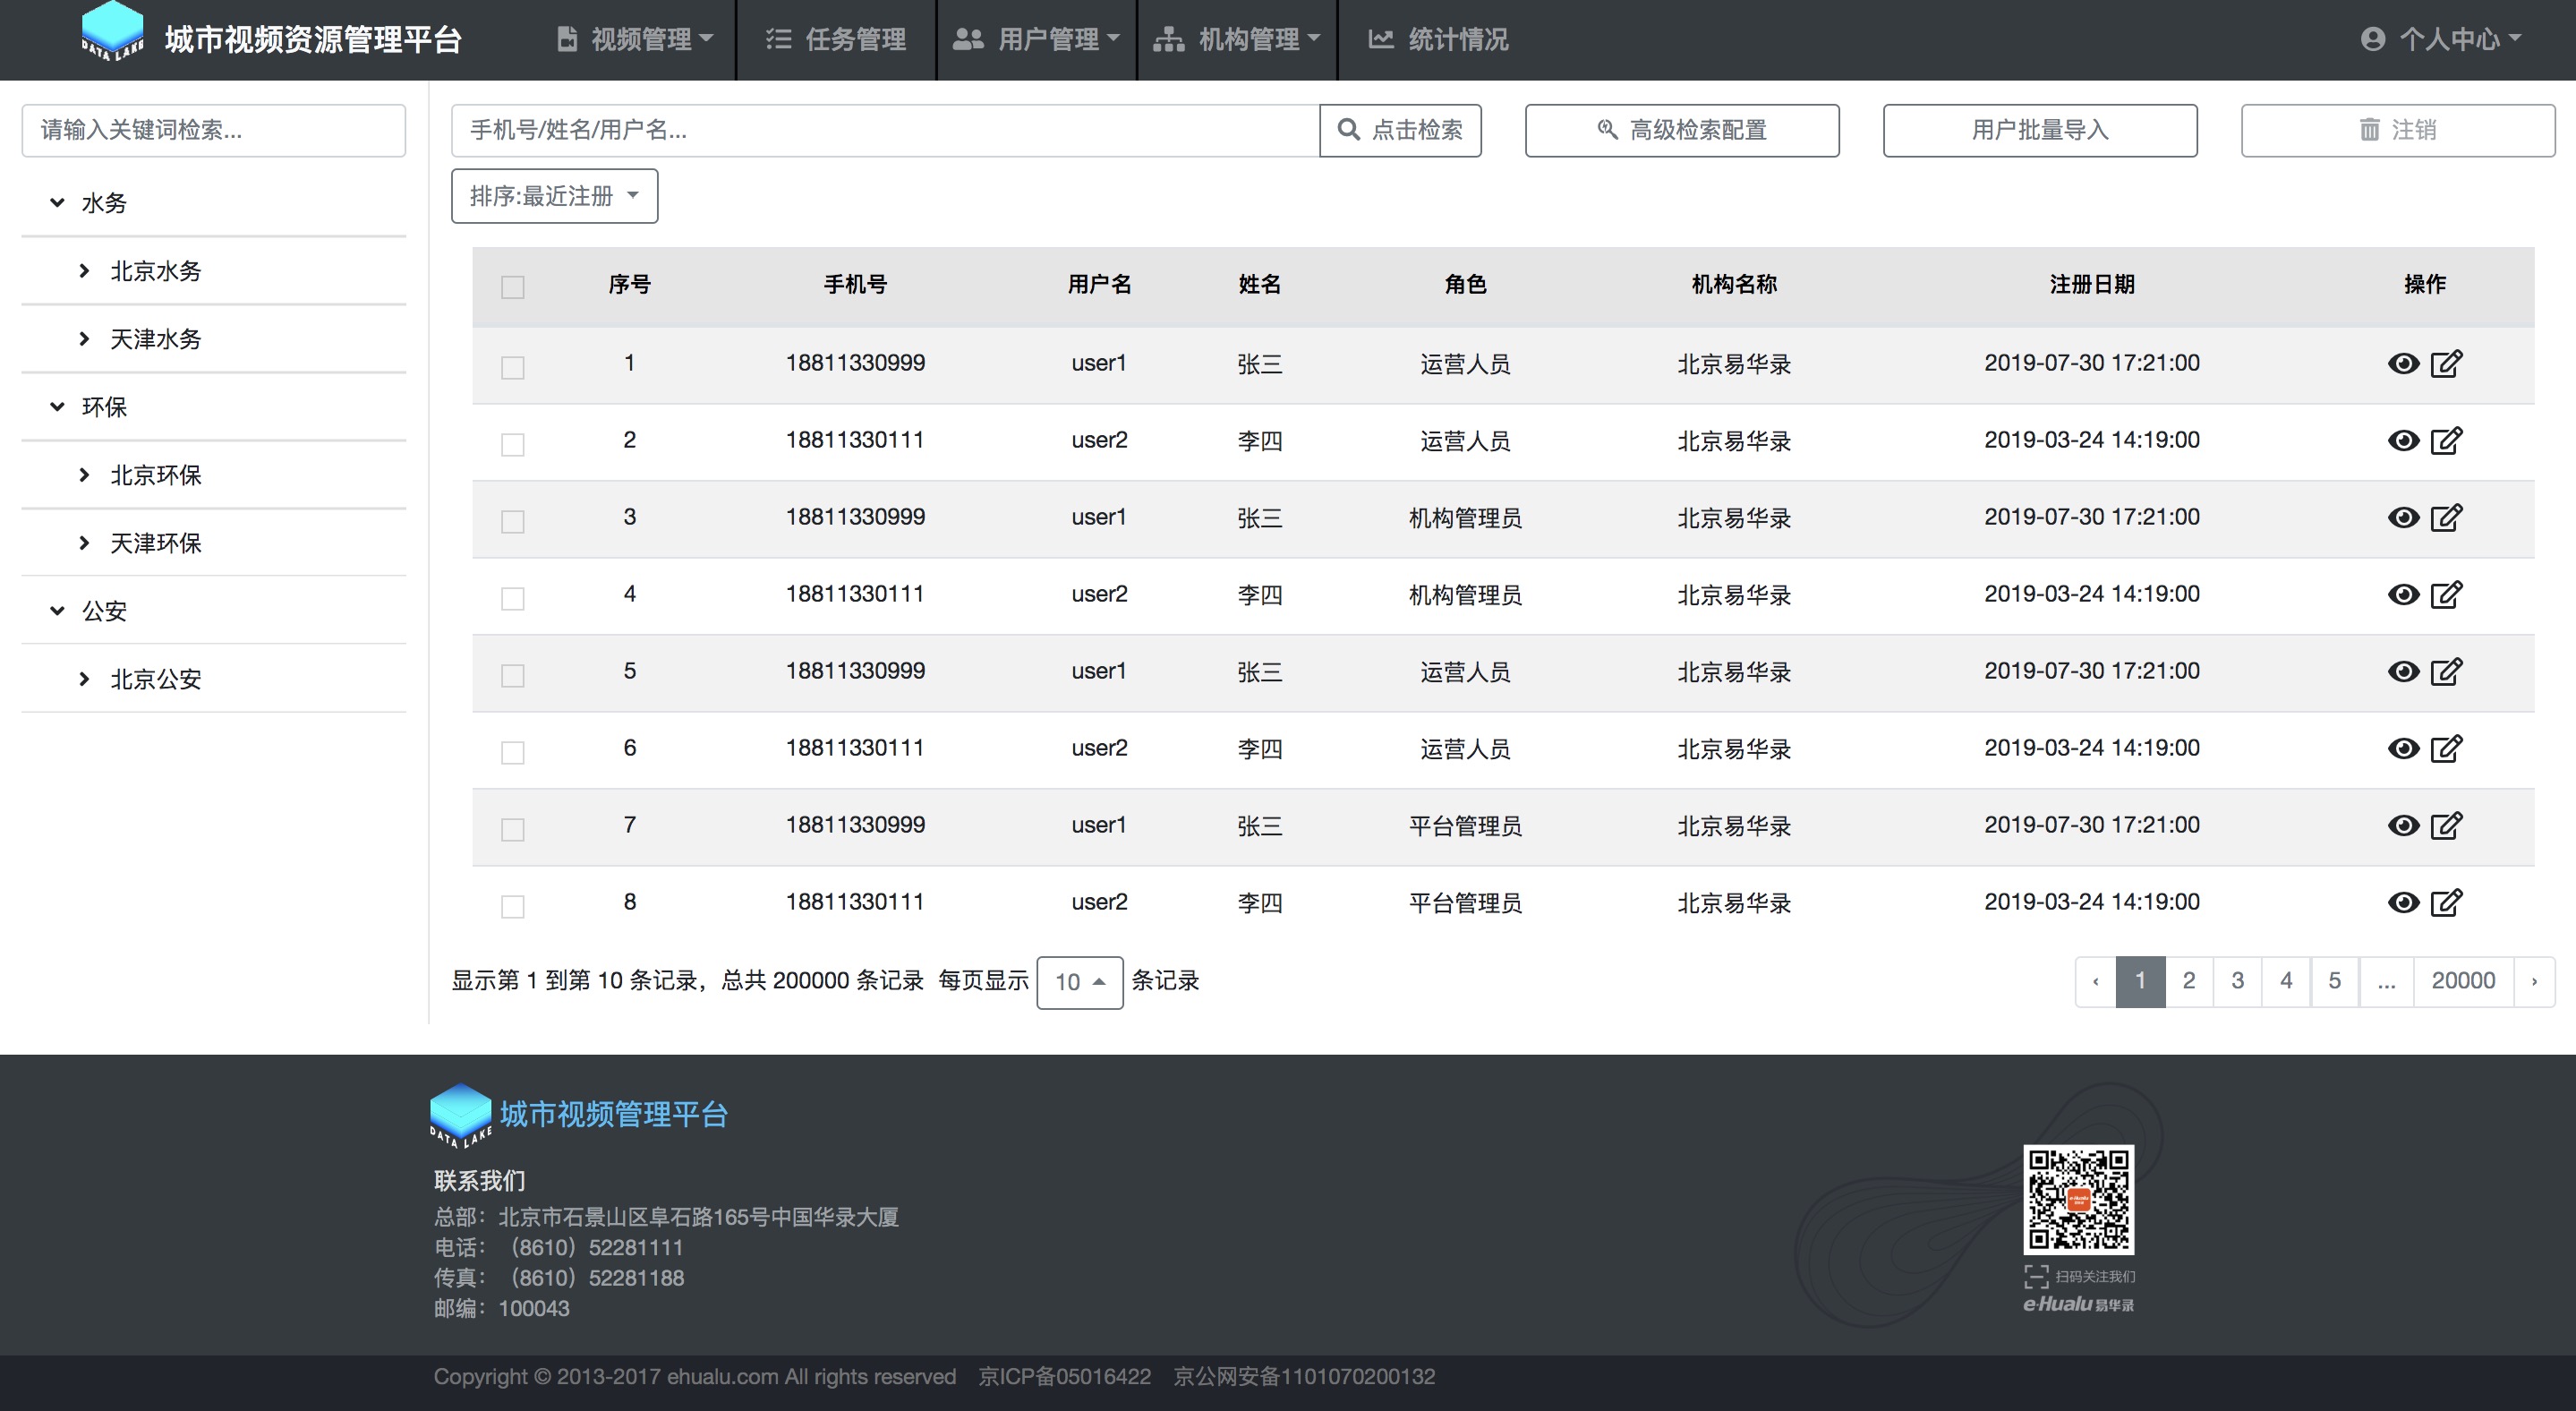 DATA LAKE
城市视频资源管理平台 视频管理 任务管理 用户管理 机构管理 统计情况 个人中心
请输入关键词检索...
水务
北京水务
天津水务
环保
北京环保
天津环保
公安
北京公安
手机号/姓名/用户名... 点击检索 高级检索配置 用户批量导入 注销
排序:最近注册
序号 手机号 用户名 姓名 角色 机构名称 注册日期 操作
1 18811330999 user1 张三 运营人员 北京易华录 2019-07-30 17:21:00
2 18811330111 user2 李四 运营人员 北京易华录 2019-03-24 14:19:00
3 18811330999 user1 张三 机构管理员 北京易华录 2019-07-30 17:21:00
4 18811330111 user2 李四 机构管理员 北京易华录 2019-03-24 14:19:00
5 18811330999 user1 张三 运营人员 北京易华录 2019-07-30 17:21:00
6 18811330111 user2 李四 运营人员 北京易华录 2019-03-24 14:19:00
7 18811330999 user1 张三 平台管理员 北京易华录 2019-07-30 17:21:00
8 18811330111 user2 李四 平台管理员 北京易华录 2019-03-24 14:19:00
显示第 1 到第 10 条记录，总共 200000 条记录 每页显示 10 条记录 ‹ 1 2 3 4 5 ... 20000 ›
DATA LAKE
城市视频管理平台
联系我们
总部：北京市石景山区阜石路165号中国华录大厦
电话：（8610）52281111
传真：（8610）52281188
邮编：100043
扫码关注我们
e-Hualu易华录
Copyright © 2013-2017 ehualu.com All rights reserved 京ICP备05016422 京公网安备1101070200132